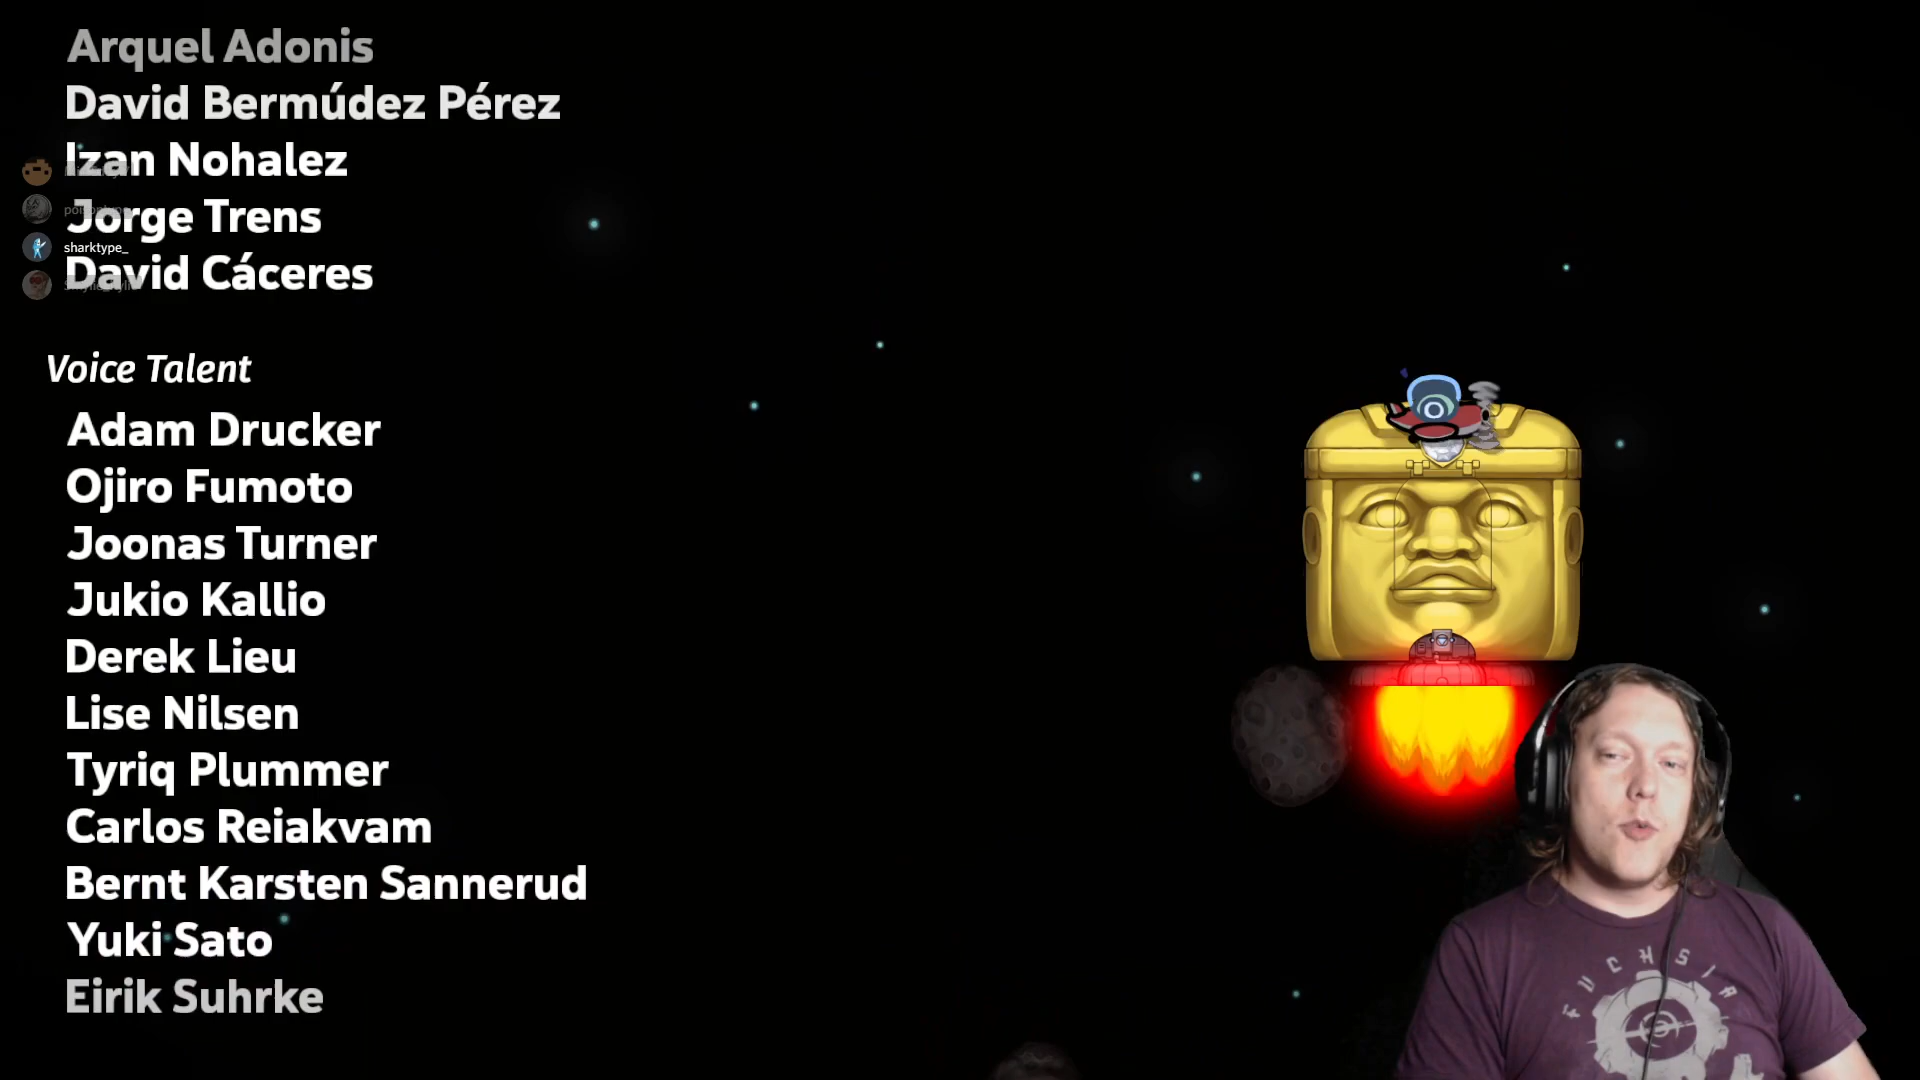 Arquel Adonis
David Bermúdez Pérez
Izan Nohalez
Jorge Trens
sharktype_
David Cáceres
Voice Talent
Adam Drucker
Ojiro Fumoto
Joonas Turner
Jukio Kallio
Derek Lieu
Lise Nilsen
Tyriq Plummer
Carlos Reiakvam
Bernt Karsten Sannerud
Yuki Sato
Eirik Suhrke
FUCHSIA